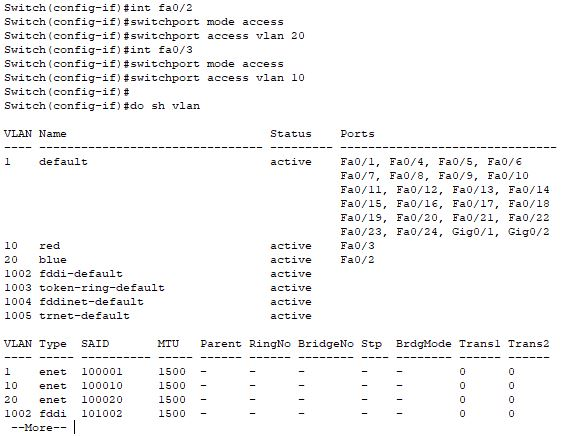 Switch(config-if)#int fa0/2
Switch(config-if)#switchport mode access
Switch(config-if)#switchport access vlan 20
Switch(config-if)#int fa0/3
Switch(config-if)#switchport mode access
Switch(config-if)#switchport access vlan 10
Switch(config-if)#
Switch(config-if)#do sh vlan

VLAN Name                             Status    Ports
---- -------------------------------- --------- -------------------------------
1    default                          active    Fa0/1, Fa0/4, Fa0/5, Fa0/6
                                                Fa0/7, Fa0/8, Fa0/9, Fa0/10
                                                Fa0/11, Fa0/12, Fa0/13, Fa0/14
                                                Fa0/15, Fa0/16, Fa0/17, Fa0/18
                                                Fa0/19, Fa0/20, Fa0/21, Fa0/22
                                                Fa0/23, Fa0/24, Gig0/1, Gig0/2
10   red                              active    Fa0/3
20   blue                             active    Fa0/2
1002 fddi-default                     active
1003 token-ring-default               active
1004 fddinet-default                  active
1005 trnet-default                    active

VLAN Type  SAID       MTU   Parent RingNo BridgeNo Stp  BrdgMode Trans1 Trans2
---- ----- ---------- ----- ------ ------ -------- ---- -------- ------ ------
1    enet  100001     1500  -      -      -        -    -        0      0
10   enet  100010     1500  -      -      -        -    -        0      0
20   enet  100020     1500  -      -      -        -    -        0      0
1002 fddi  101002     1500  -      -      -        -    -        0      0
 --More--